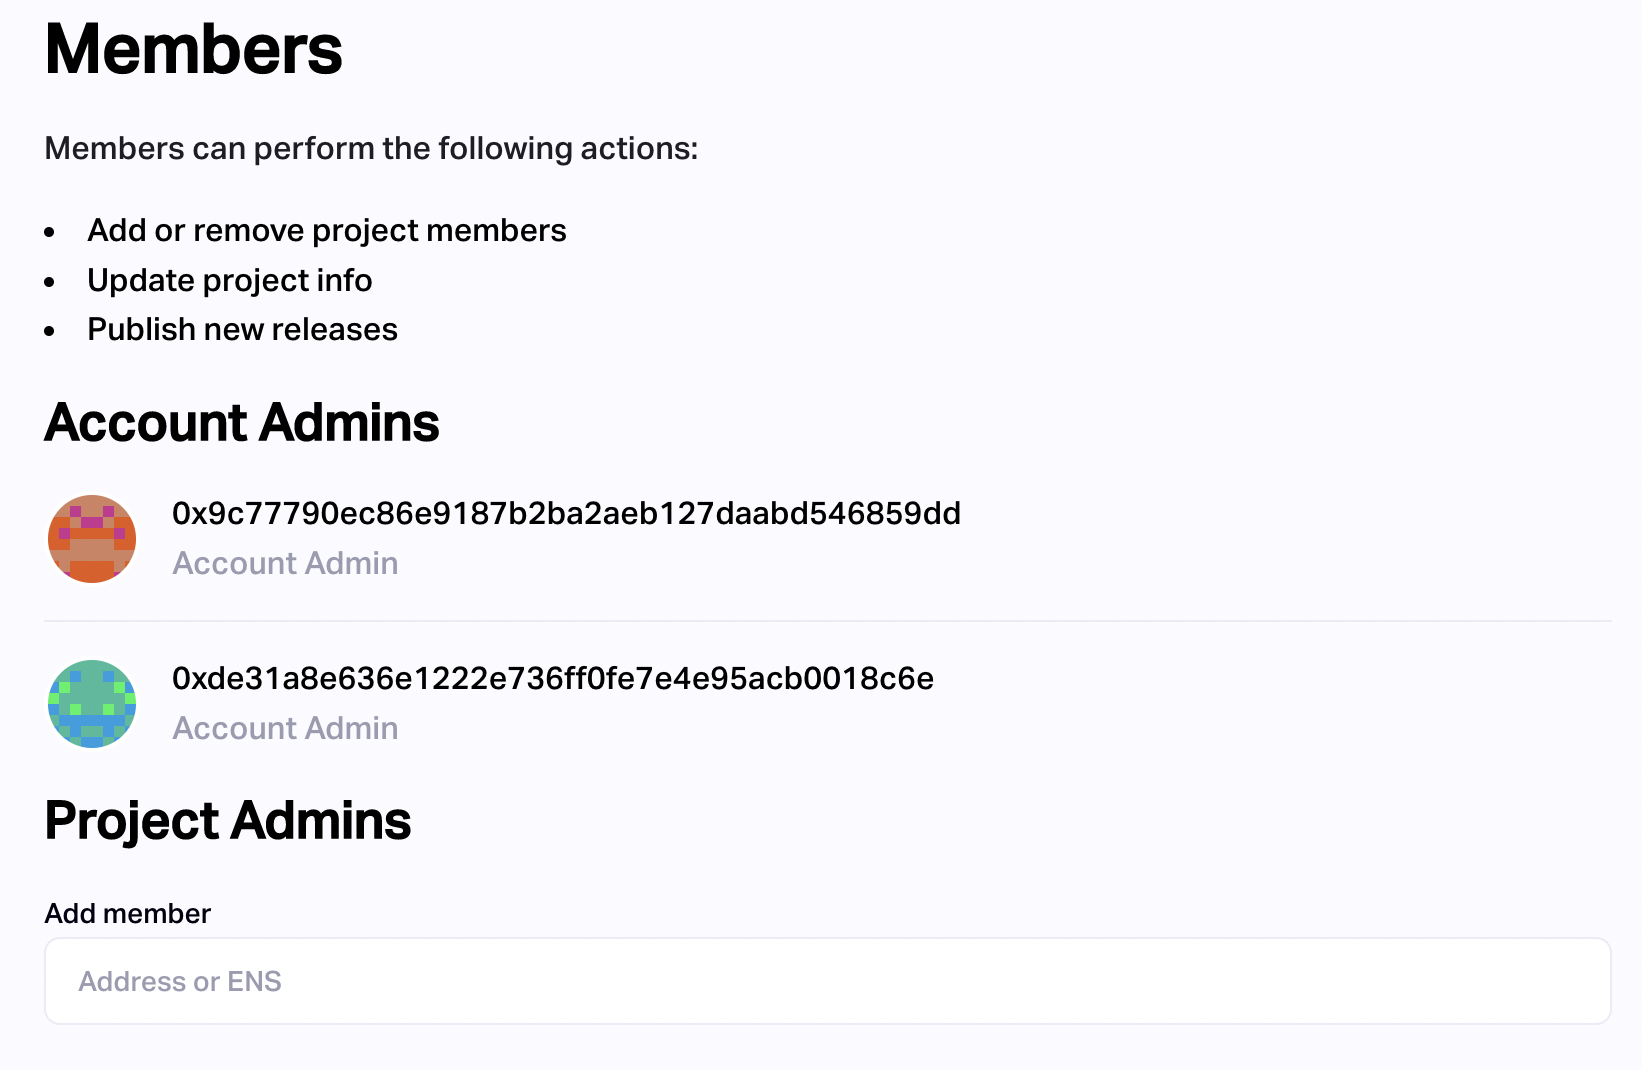 Members
Members can perform the following actions:
• Add or remove project members
• Update project info
• Publish new releases
Account Admins
0x9c77790ec86e9187b2ba2aeb127daabd546859dd
Account Admin
0xde31a8e636e1222e736ff0fe7e4e95acb0018c6e
Account Admin
Project Admins
Add member
Address or ENS